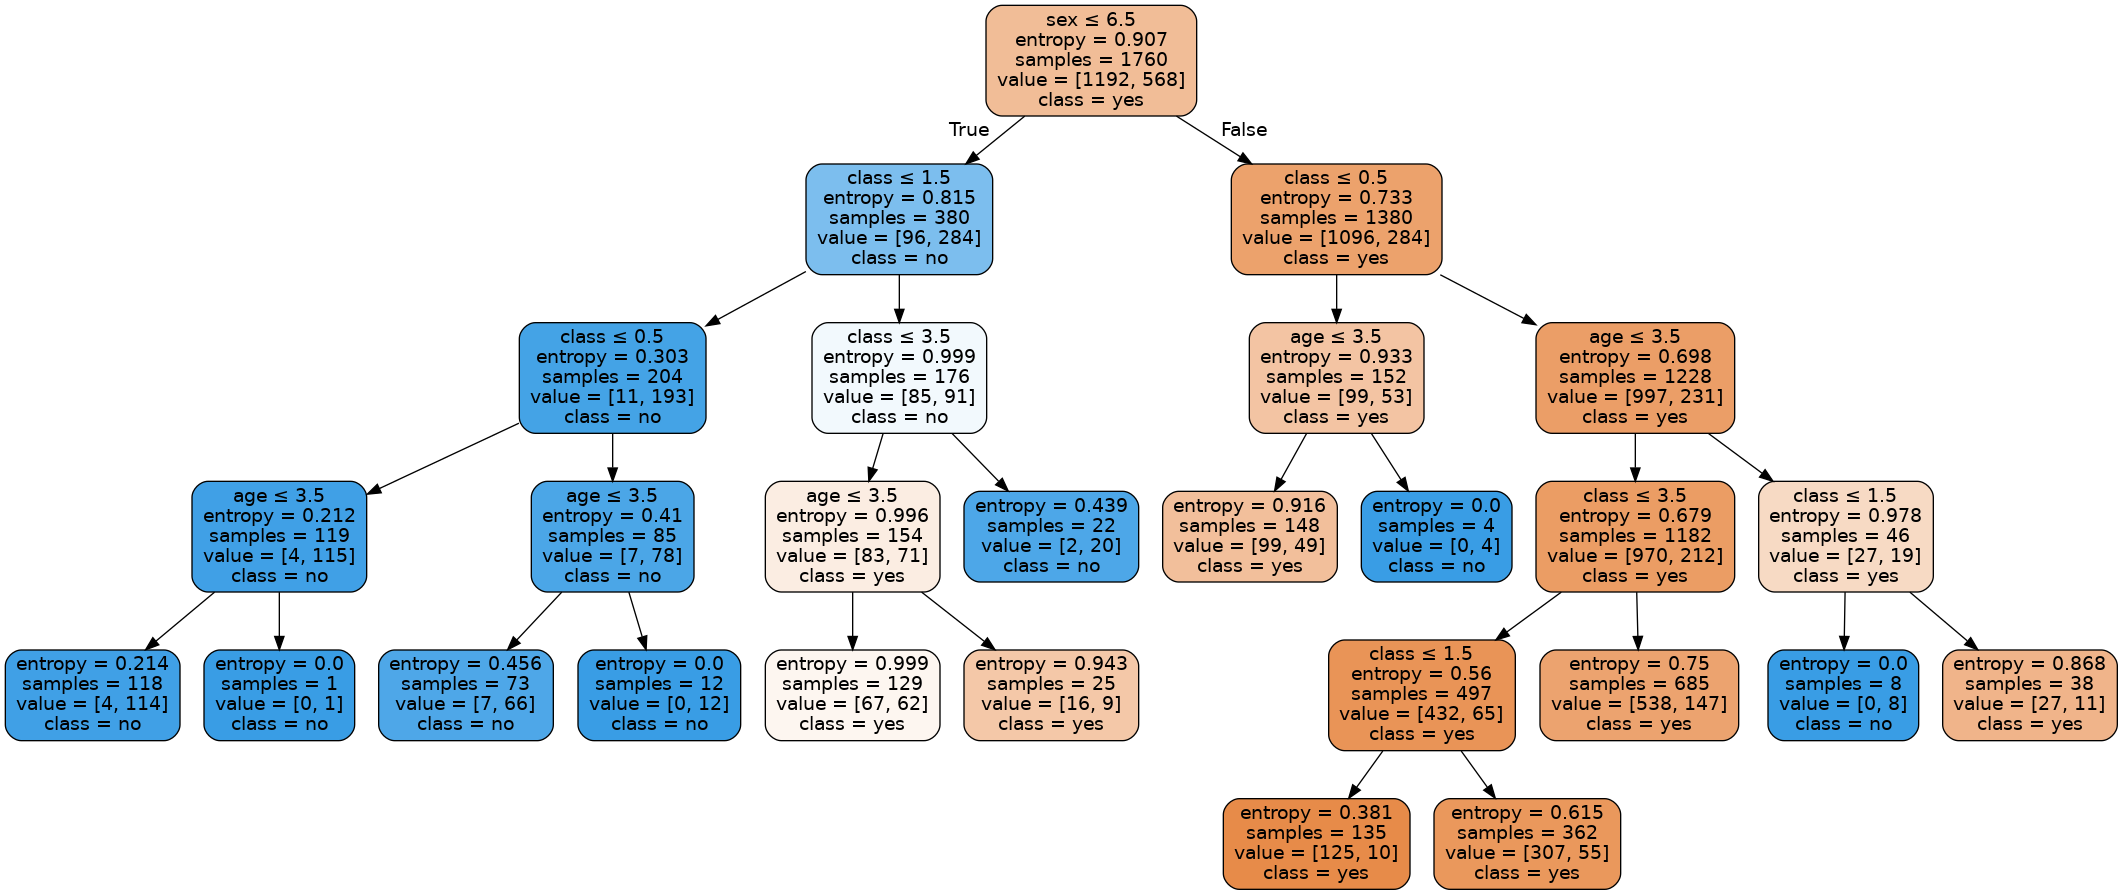 sex ≤ 6.5
entropy = 0.907
samples = 1760
value = [1192, 568]
class = yes
True
False
class ≤ 1.5
entropy = 0.815
samples = 380
value = [96, 284]
class = no
class ≤ 0.5
entropy = 0.733
samples = 1380
value = [1096, 284]
class = yes
class ≤ 0.5
entropy = 0.303
samples = 204
value = [11, 193]
class = no
class ≤ 3.5
entropy = 0.999
samples = 176
value = [85, 91]
class = no
age ≤ 3.5
entropy = 0.933
samples = 152
value = [99, 53]
class = yes
age ≤ 3.5
entropy = 0.698
samples = 1228
value = [997, 231]
class = yes
age ≤ 3.5
entropy = 0.212
samples = 119
value = [4, 115]
class = no
age ≤ 3.5
entropy = 0.41
samples = 85
value = [7, 78]
class = no
age ≤ 3.5
entropy = 0.996
samples = 154
value = [83, 71]
class = yes
entropy = 0.439
samples = 22
value = [2, 20]
class = no
entropy = 0.916
samples = 148
value = [99, 49]
class = yes
entropy = 0.0
samples = 4
value = [0, 4]
class = no
class ≤ 3.5
entropy = 0.679
samples = 1182
value = [970, 212]
class = yes
class ≤ 1.5
entropy = 0.978
samples = 46
value = [27, 19]
class = yes
entropy = 0.214
samples = 118
value = [4, 114]
class = no
entropy = 0.0
samples = 1
value = [0, 1]
class = no
entropy = 0.456
samples = 73
value = [7, 66]
class = no
entropy = 0.0
samples = 12
value = [0, 12]
class = no
entropy = 0.999
samples = 129
value = [67, 62]
class = yes
entropy = 0.943
samples = 25
value = [16, 9]
class = yes
class ≤ 1.5
entropy = 0.56
samples = 497
value = [432, 65]
class = yes
entropy = 0.75
samples = 685
value = [538, 147]
class = yes
entropy = 0.0
samples = 8
value = [0, 8]
class = no
entropy = 0.868
samples = 38
value = [27, 11]
class = yes
entropy = 0.381
samples = 135
value = [125, 10]
class = yes
entropy = 0.615
samples = 362
value = [307, 55]
class = yes